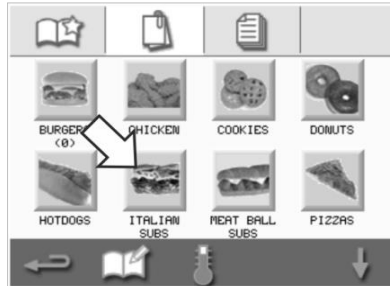 BURGERS CHICKEN COOKIES DONUTS
(0)
HOTDOGS ITALIAN MEAT BALL PIZZAS
SUBS SUBS